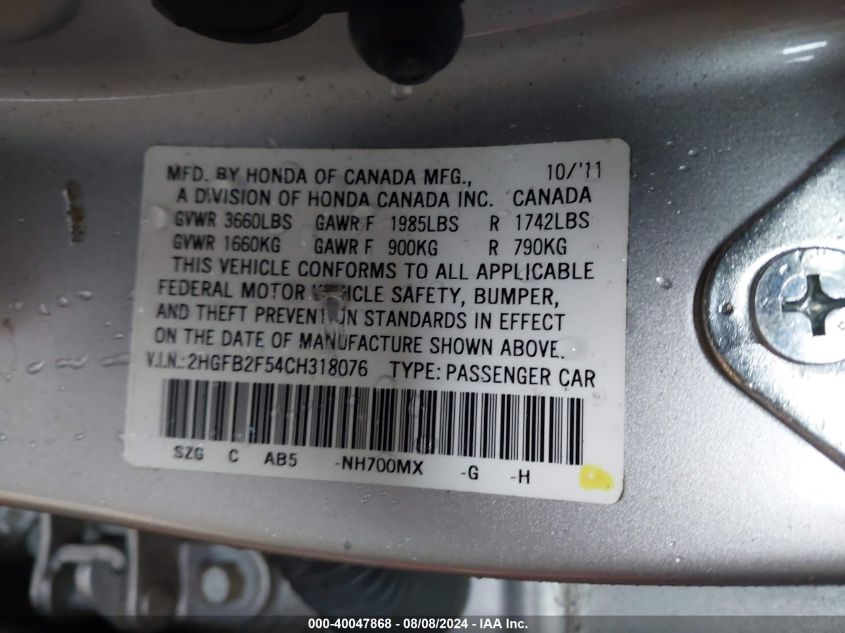 MFD. BY HONDA OF CANADA MFG., 10/'11
A DIVISION OF HONDA CANADA INC. CANADA
GVWR 3660LBS GAWR F 1985LBS R 1742LBS
GVWR 1660KG GAWR F 900KG R 790KG
THIS VEHICLE CONFORMS TO ALL APPLICABLE
FEDERAL MOTOR VEHICLE SAFETY, BUMPER,
AND THEFT PREVENTION STANDARDS IN EFFECT
ON THE DATE OF MANUFACTURE SHOWN ABOVE.
V.I.N.: 2HGFB2F54CH318076 TYPE: PASSENGER CAR
SZG C AB5 -NH700MX -G -H
000-40047868 - 08/08/2024 - IAA Inc.